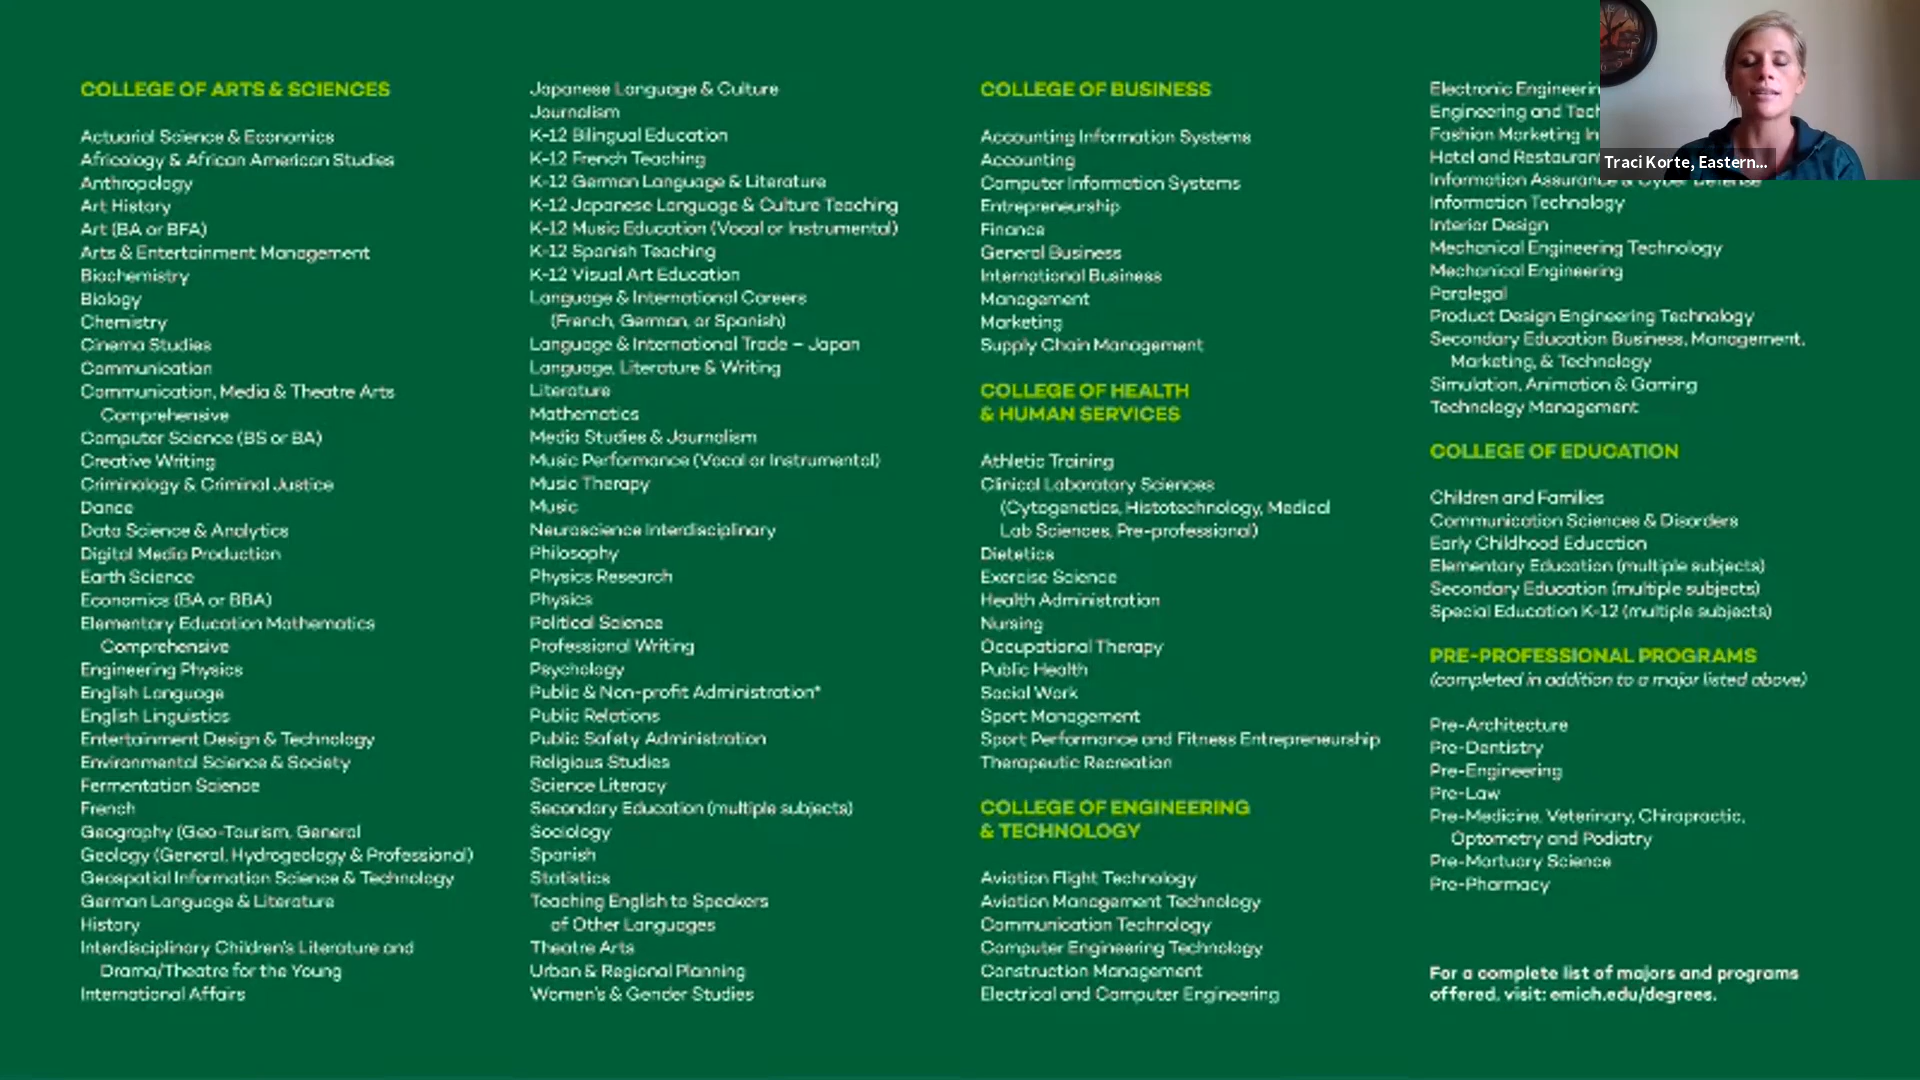 COLLEGE OF ARTS & SCIENCES
Actuarial Science & Economics
Africology & African American Studies
Anthropology
Art History
Art (BA or BFA)
Arts & Entertainment Management
Biochemistry
Biology
Chemistry
Cinema Studies
Communication
Communication, Media & Theatre Arts
Comprehensive
Computer Science (BS or BA)
Creative Writing
Criminology & Criminal Justice
Dance
Data Science & Analytics
Digital Media Production
Earth Science
Economics (BA or BBA)
Elementary Education Mathematics
Comprehensive
Engineering Physics
English Language
English Linguistics
Entertainment Design & Technology
Environmental Science & Society
Fermentation Science
French
Geography (Geo-Tourism, General
Geology (General, Hydrogeology & Professional)
Geospatial Information Science & Technology
German Language & Literature
History
Interdisciplinary Children's Literature and
Drama/Theatre for the Young
International Affairs
Japanese Language & Culture
Journalism
K-12 Bilingual Education
K-12 French Teaching
K-12 German Language & Literature
K-12 Japanese Language & Culture Teaching
K-12 Music Education (Vocal or Instrumental)
K-12 Spanish Teaching
K-12 Visual Art Education
Language & International Careers
(French, German, or Spanish)
Language & International Trade – Japan
Language, Literature & Writing
Literature
Mathematics
Media Studies & Journalism
Music Performance (Vocal or Instrumental)
Music Therapy
Music
Neuroscience Interdisciplinary
Philosophy
Physics Research
Physics
Political Science
Professional Writing
Psychology
Public & Non-profit Administration*
Public Relations
Public Safety Administration
Religious Studies
Science Literacy
Secondary Education (multiple subjects)
Sociology
Spanish
Statistics
Teaching English to Speakers
of Other Languages
Theatre Arts
Urban & Regional Planning
Women's & Gender Studies
COLLEGE OF BUSINESS
Accounting Information Systems
Accounting
Computer Information Systems
Entrepreneurship
Finance
General Business
International Business
Management
Marketing
Supply Chain Management
COLLEGE OF HEALTH
& HUMAN SERVICES
Athletic Training
Clinical Laboratory Sciences
(Cytogenetics, Histotechnology, Medical
Lab Sciences, Pre-professional)
Dietetics
Exercise Science
Health Administration
Nursing
Occupational Therapy
Public Health
Social Work
Sport Management
Sport Performance and Fitness Entrepreneurship
Therapeutic Recreation
COLLEGE OF ENGINEERING
& TECHNOLOGY
Aviation Flight Technology
Aviation Management Technology
Communication Technology
Computer Engineering Technology
Construction Management
Electrical and Computer Engineering
Electronic
Engineering and
Fashion Marketing
Hotel and
Information Assurance & Cyber Defense
Information Technology
Interior Design
Mechanical Engineering Technology
Mechanical Engineering
Paralegal
Product Design Engineering Technology
Secondary Education Business, Management,
Marketing, & Technology
Simulation, Animation & Gaming
Technology Management
COLLEGE OF EDUCATION
Children and Families
Communication Sciences & Disorders
Early Childhood Education
Elementary Education (multiple subjects)
Secondary Education (multiple subjects)
Special Education K-12 (multiple subjects)
PRE-PROFESSIONAL PROGRAMS
(completed in addition to a major listed above)
Pre-Architecture
Pre-Dentistry
Pre-Engineering
Pre-Law
Pre-Medicine, Veterinary, Chiropractic,
Optometry and Podiatry
Pre-Mortuary Science
Pre-Pharmacy
For a complete list of majors and programs
offered, visit: emich.edu/degrees.
Traci Korte, Eastern...